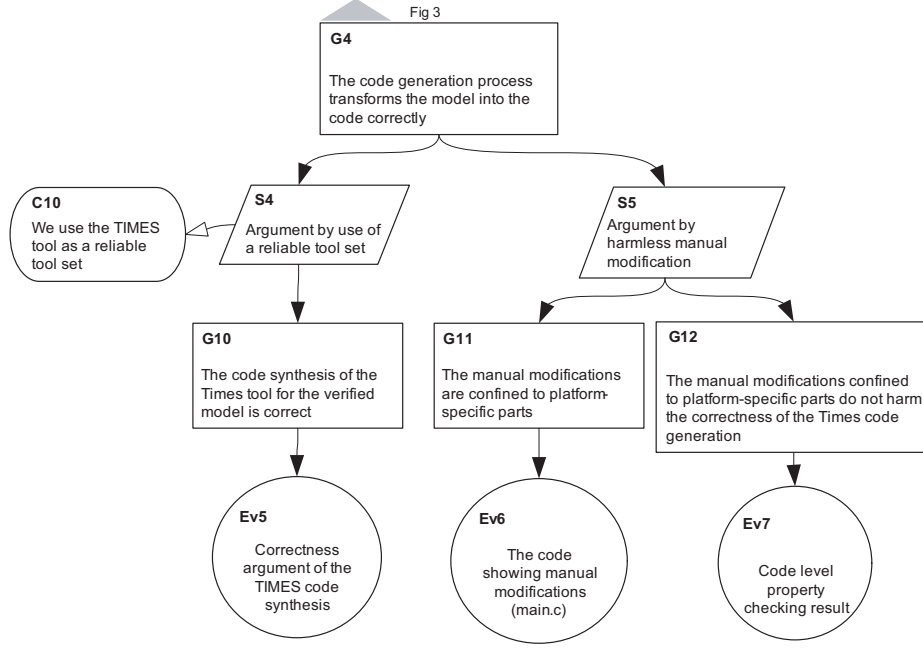 Fig 3
G4
The code generation process
transforms the model into the
code correctly
C10
We use the TIMES
tool as a reliable
tool set
S4
Argument by use of
a reliable tool set
S5
Argument by
harmless manual
modification
G10
The code synthesis of the
Times tool for the verified
model is correct
G11
The manual modifications
are confined to platform-
specific parts
G12
The manual modifications confined
to platform-specific parts do not harm
the correctness of the Times code
generation
Ev5
Correctness
argument of the
TIMES code
synthesis
Ev6
The code
showing manual
modifications
(main.c)
Ev7
Code level
property
checking result